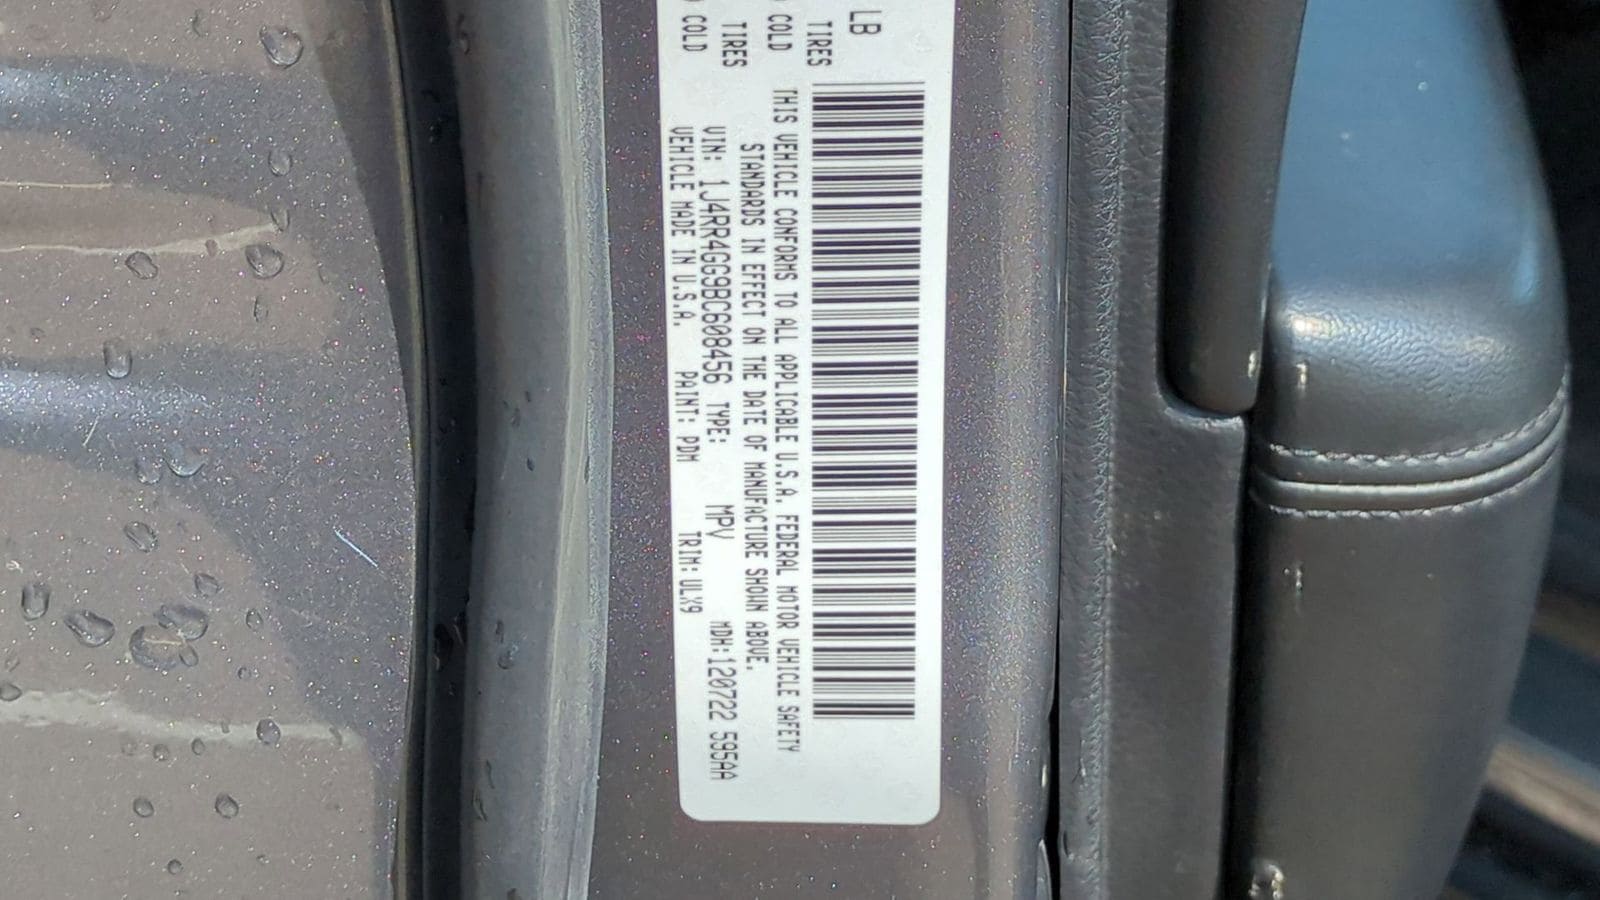 LB
TIRES
COLD
TIRES
COLD
THIS VEHICLE CONFORMS TO ALL APPLICABLE U.S.A. FEDERAL MOTOR VEHICLE SAFETY
STANDARDS IN EFFECT ON THE DATE OF MANUFACTURE SHOWN ABOVE.
VIN: 1J4RR4GG9BC608456 TYPE: MPV MDH:120722 595AA
VEHICLE MADE IN U.S.A. PAINT: PDM TRIM: ULX9